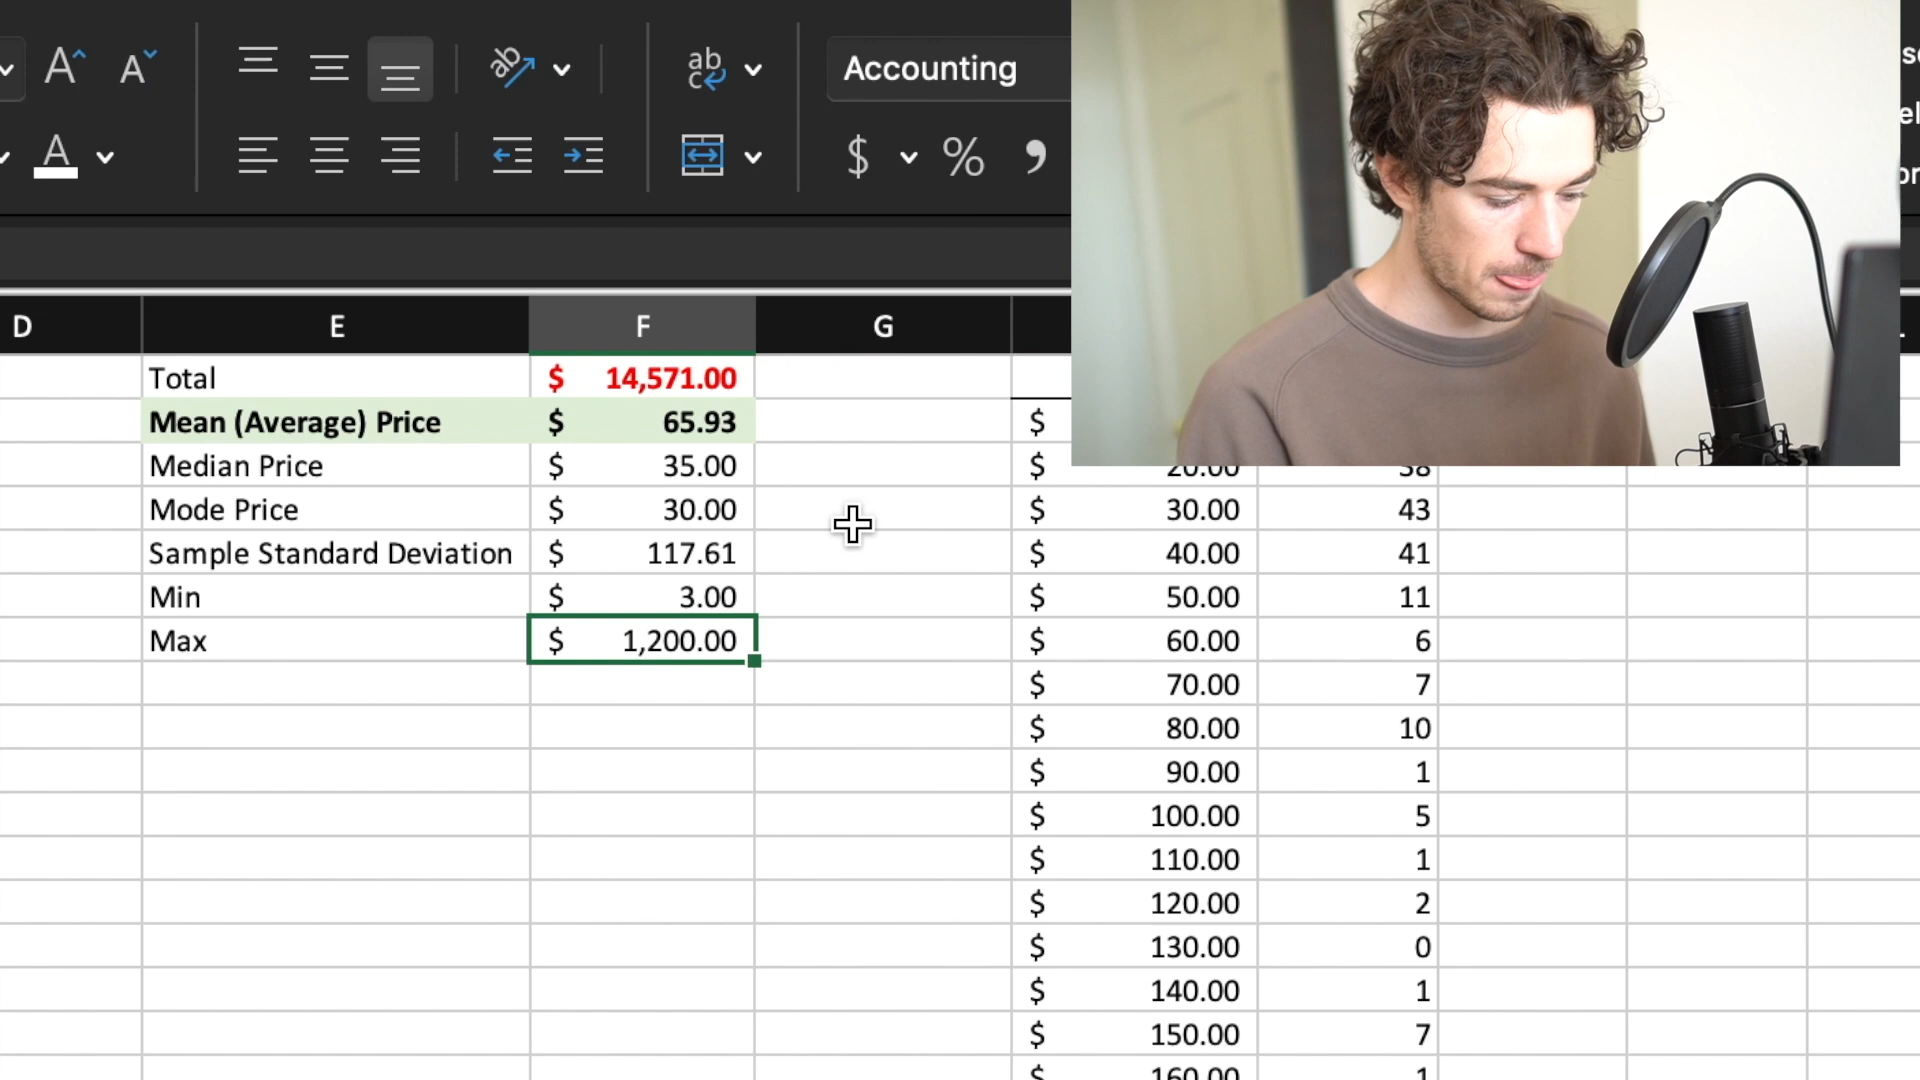 Accounting
$ % ,
D E F G
Total $ 14,571.00
Mean (Average) Price $ 65.93 $
Median Price $ 35.00 $ 20.00 38
Mode Price $ 30.00 $ 30.00 43
Sample Standard Deviation $ 117.61 $ 40.00 41
Min $ 3.00 $ 50.00 11
Max $ 1,200.00 $ 60.00 6
$ 70.00 7
$ 80.00 10
$ 90.00 1
$ 100.00 5
$ 110.00 1
$ 120.00 2
$ 130.00 0
$ 140.00 1
$ 150.00 7
$ 160.00 1